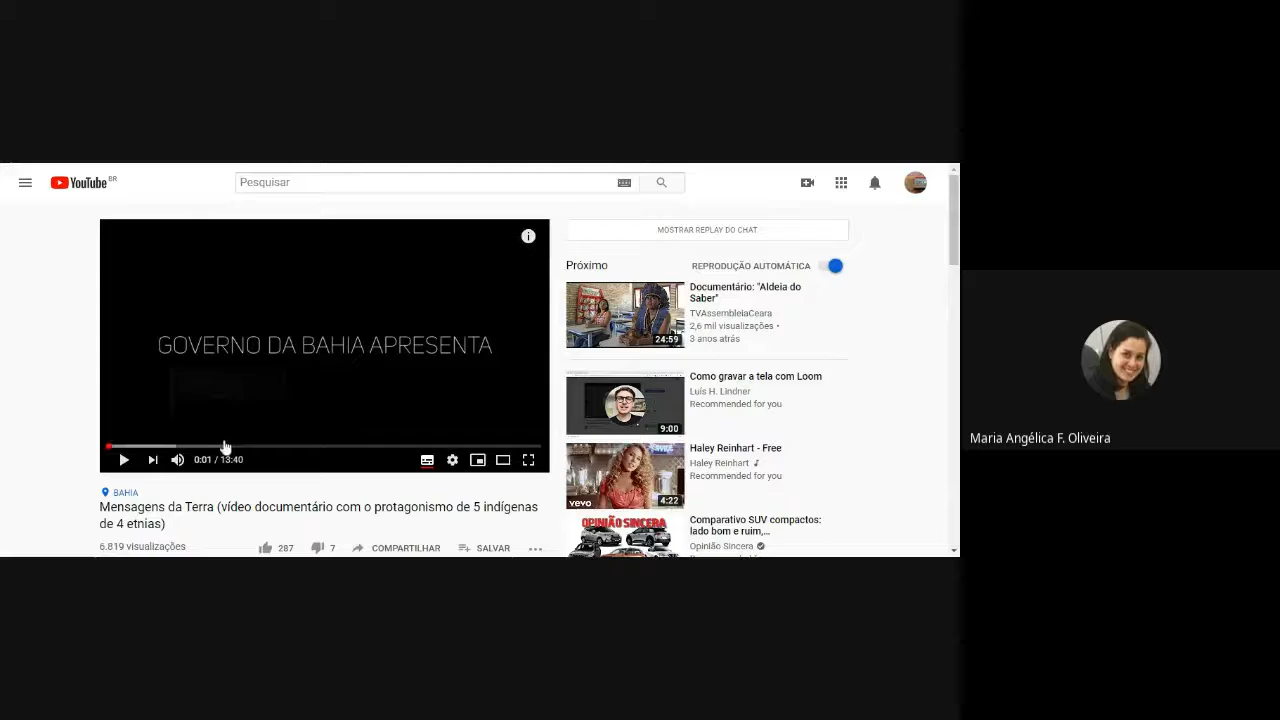 YouTube BR
Pesquisar
GOVERNO DA BAHIA APRESENTA
0:01 / 13:40
BAHIA
Mensagens da Terra (vídeo documentário com o protagonismo de 5 indígenas
de 4 etnias)
6.819 visualizações
287
7
COMPARTILHAR
SALVAR
MOSTRAR REPLAY DO CHAT
Próximo
REPRODUÇÃO AUTOMÁTICA
24:59
Documentário: "Aldeia do
Saber"
TVAssembleiaCeara
2,6 mil visualizações •
3 anos atrás
9:00
Como gravar a tela com Loom
Luís H. Lindner
Recommended for you
vevo
4:22
Haley Reinhart - Free
Haley Reinhart
Recommended for you
OPINIÃO SINCERA
Comparativo SUV compactos:
lado bom e ruim,...
Opinião Sincera
Maria Angélica F. Oliveira